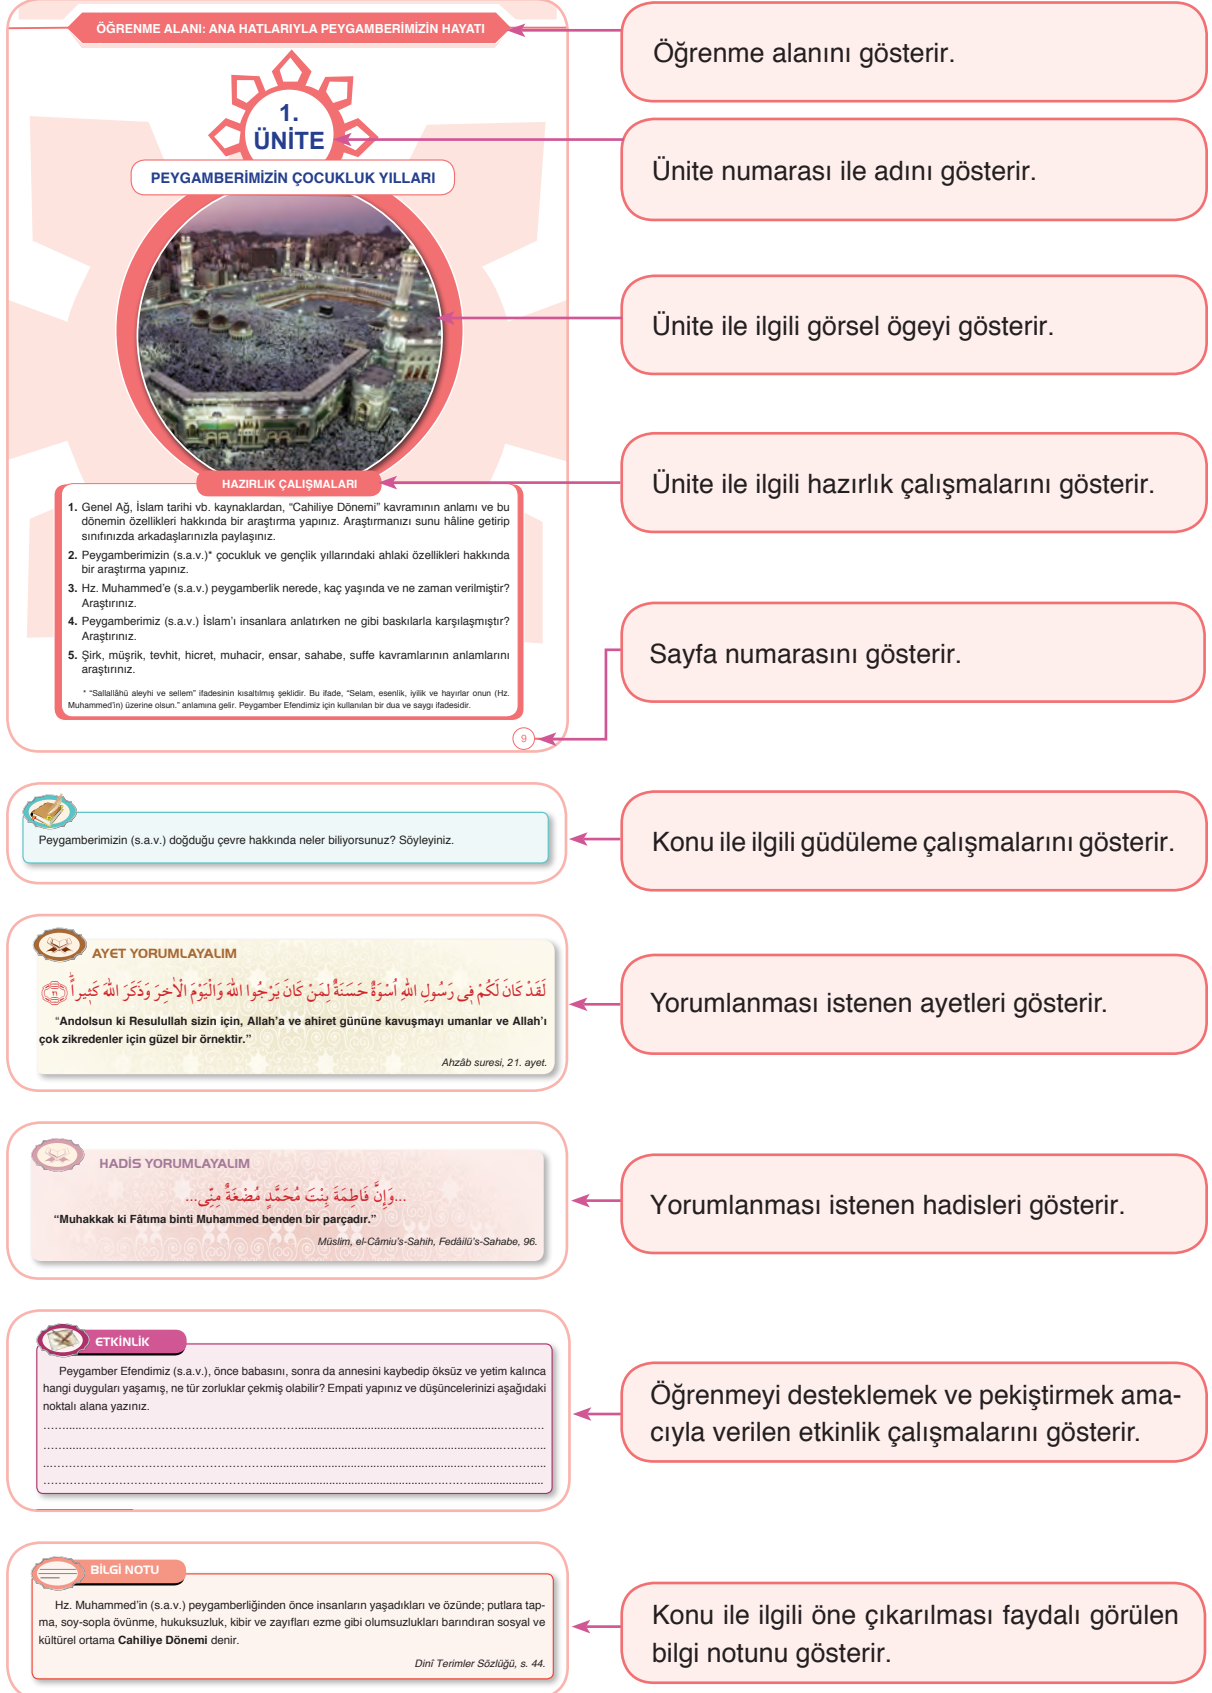 ÖĞRENME ALANI: ANA HATLARIYLA PEYGAMBERİMİZİN HAYATI
Öğrenme alanını gösterir.
1.
ÜNİTE
Ünite numarası ile adını gösterir.
PEYGAMBERİMİZİN ÇOCUKLUK YILLARI
Ünite ile ilgili görsel ögeyi gösterir.
HAZIRLIK ÇALIŞMALARI
Ünite ile ilgili hazırlık çalışmalarını gösterir.
1. Genel Ağ, İslam tarihi vb. kaynaklardan, “Cahiliye Dönemi” kavramının anlamı ve bu
dönemin özellikleri hakkında bir araştırma yapınız. Araştırmanızı sunu hâline getirip
sınıfınızda arkadaşlarınızla paylaşınız.
2. Peygamberimizin (s.a.v.)* çocukluk ve gençlik yıllarındaki ahlaki özellikleri hakkında
bir araştırma yapınız.
3. Hz. Muhammed’e (s.a.v.) peygamberlik nerede, kaç yaşında ve ne zaman verilmiştir?
Araştırınız.
4. Peygamberimiz (s.a.v.) İslam’ı insanlara anlatırken ne gibi baskılarla karşılaşmıştır?
Araştırınız.
5. Şirk, müşrik, tevhit, hicret, muhacir, ensar, sahabe, suffe kavramlarının anlamlarını
araştırınız.
* “Sallallâhü aleyhi ve sellem” ifadesinin kısaltılmış şeklidir. Bu ifade, “Selam, esenlik, iyilik ve hayırlar onun (Hz.
Muhammed’in) üzerine olsun.” anlamına gelir. Peygamber Efendimiz için kullanılan bir dua ve saygı ifadesidir.
Sayfa numarasını gösterir.
9
Peygamberimizin (s.a.v.) doğduğu çevre hakkında neler biliyorsunuz? Söyleyiniz.
Konu ile ilgili güdüleme çalışmalarını gösterir.
AYET YORUMLAYALIM
لَقَدْ كَانَ لَكُمْ فٖى رَسُولِ اللّٰهِ اُسْوَةٌ حَسَنَةٌ لِمَنْ كَانَ يَرْجُوا اللّٰهَ وَالْيَوْمَ الْاٰخِرَ وَذَكَرَ اللّٰهَ كَثٖيراًؕ ﴿٢١﴾
“Andolsun ki Resulullah sizin için, Allah’a ve ahiret gününe kavuşmayı umanlar ve Allah’ı
çok zikredenler için güzel bir örnektir.”
Ahzâb suresi, 21. ayet.
Yorumlanması istenen ayetleri gösterir.
HADİS YORUMLAYALIM
...وَإِنَّ فَاطِمَةَ بِنْتَ مُحَمَّدٍ مُضْغَةٌ مِنِّى...
“Muhakkak ki Fâtıma binti Muhammed benden bir parçadır.”
Müslim, el-Câmiu’s-Sahih, Fedâilü’s-Sahabe, 96.
Yorumlanması istenen hadisleri gösterir.
ETKİNLİK
Peygamber Efendimiz (s.a.v.), önce babasını, sonra da annesini kaybedip öksüz ve yetim kalınca
hangi duyguları yaşamış, ne tür zorluklar çekmiş olabilir? Empati yapınız ve düşüncelerinizi aşağıdaki
noktalı alana yazınız.
Öğrenmeyi desteklemek ve pekiştirmek ama-
cıyla verilen etkinlik çalışmalarını gösterir.
BİLGİ NOTU
Hz. Muhammed’in (s.a.v.) peygamberliğinden önce insanların yaşadıkları ve özünde; putlara tap-
ma, soy-sopla övünme, hukuksuzluk, kibir ve zayıfları ezme gibi olumsuzlukları barındıran sosyal ve
kültürel ortama Cahiliye Dönemi denir.
Dinî Terimler Sözlüğü, s. 44.
Konu ile ilgili öne çıkarılması faydalı görülen
bilgi notunu gösterir.